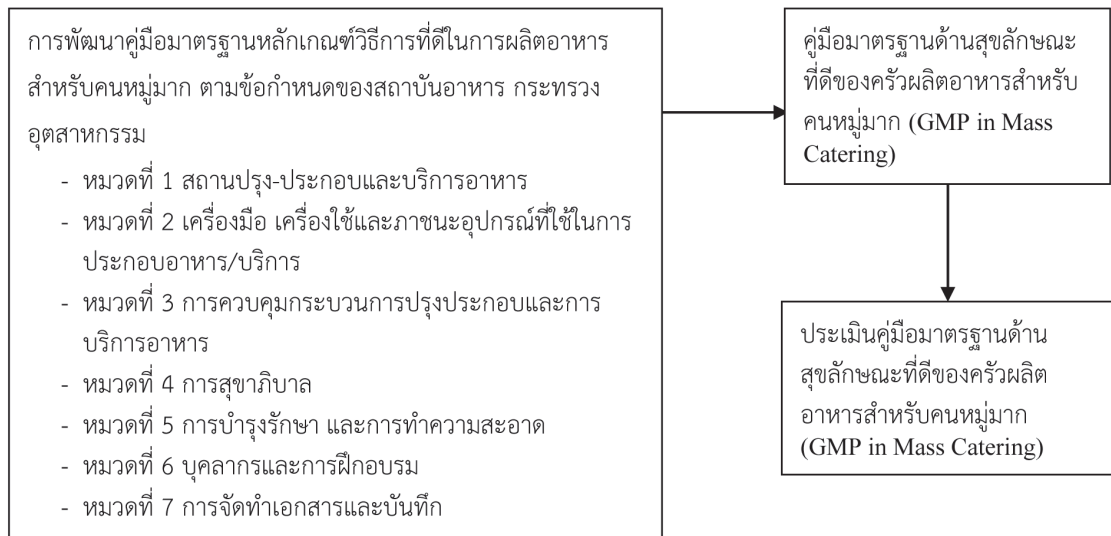 การพัฒนาคู่มือมาตรฐานหลักเกณฑ์วิธีการที่ดีในการผลิตอาหาร
สำหรับคนหมู่มาก ตามข้อกำหนดของสถาบันอาหาร กระทรวง
อุตสาหกรรม
- หมวดที่ 1 สถานปรุง-ประกอบและบริการอาหาร
- หมวดที่ 2 เครื่องมือ เครื่องใช้และภาชนะอุปกรณ์ที่ใช้ในการ
ประกอบอาหาร/บริการ
- หมวดที่ 3 การควบคุมกระบวนการปรุงประกอบและการ
บริการอาหาร
- หมวดที่ 4 การสุขาภิบาล
- หมวดที่ 5 การบำรุงรักษา และการทำความสะอาด
- หมวดที่ 6 บุคลากรและการฝึกอบรม
- หมวดที่ 7 การจัดทำเอกสารและบันทึก
คู่มือมาตรฐานด้านสุขลักษณะ
ที่ดีของครัวผลิตอาหารสำหรับ
คนหมู่มาก (GMP in Mass
Catering)
ประเมินคู่มือมาตรฐานด้าน
สุขลักษณะที่ดีของครัวผลิต
อาหารสำหรับคนหมู่มาก
(GMP in Mass Catering)